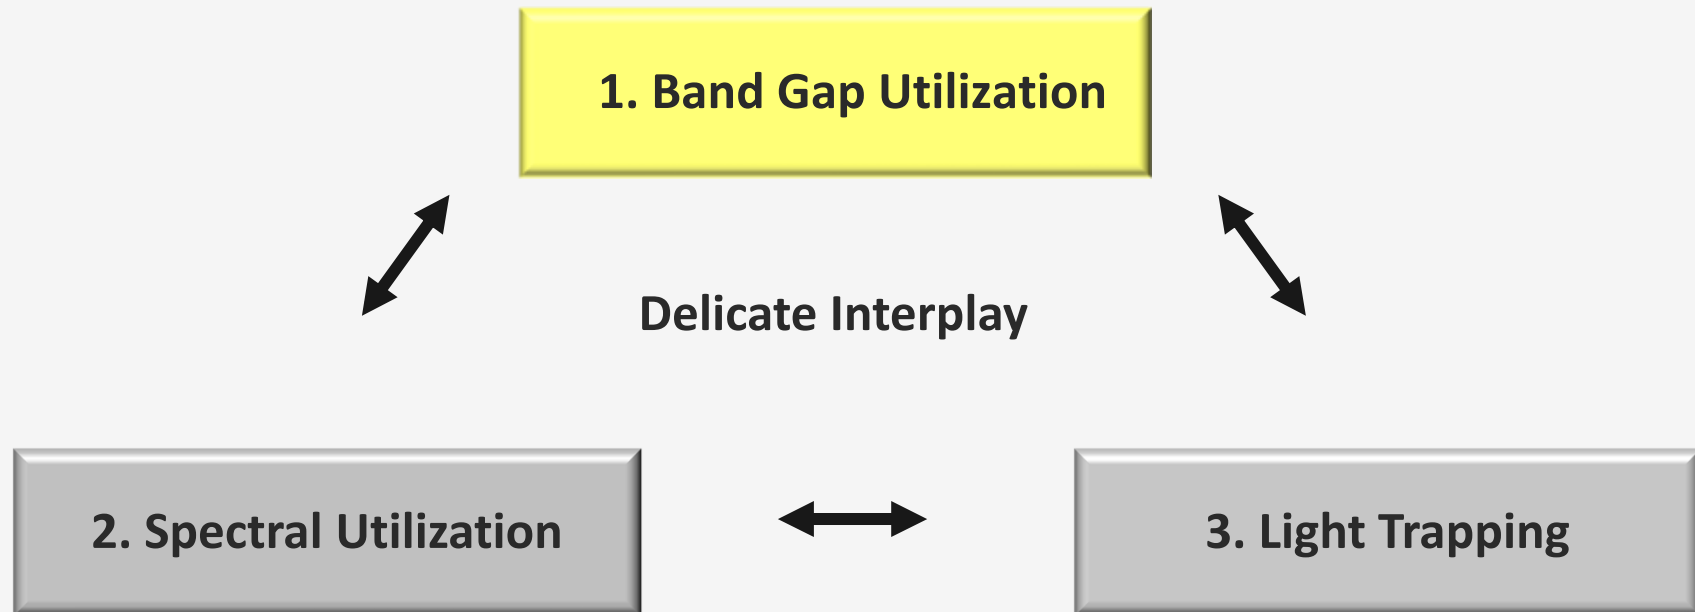 1. Band Gap Utilization
Delicate Interplay
2. Spectral Utilization
3. Light Trapping